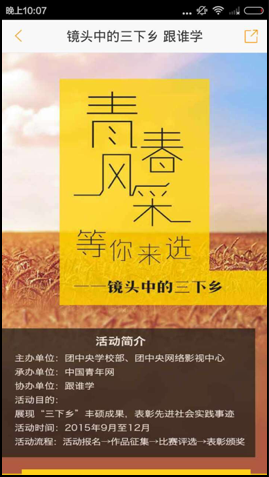 晚上10:07
镜头中的三下乡 跟谁学
青春
风采
等你来选
——镜头中的三下乡
活动简介
主办单位：团中央学校部、团中央网络影视中心
承办单位：中国青年网
协办单位：跟谁学
活动目的：
展现“三下乡”丰硕成果、表彰先进社会实践事迹
活动时间：2015年9月至12月
活动流程：活动报名→作品征集→比赛评选→表彰颁奖